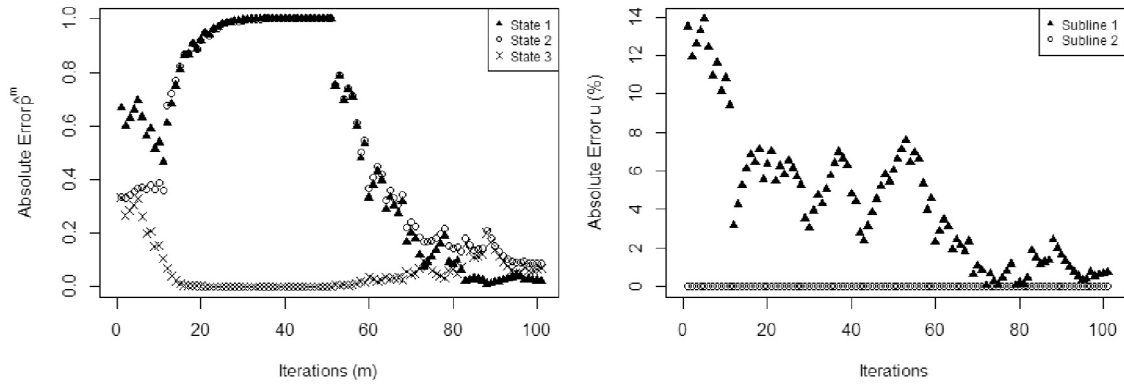 Absolute Error p̂^m
1.0
0.8
0.6
0.4
0.2
0.0
State 1
State 2
State 3
0 20 40 60 80 100
Iterations (m)
Absolute Error u (%)
14
12
10
8
6
4
2
0
Subline 1
Subline 2
0 20 40 60 80 100
Iterations